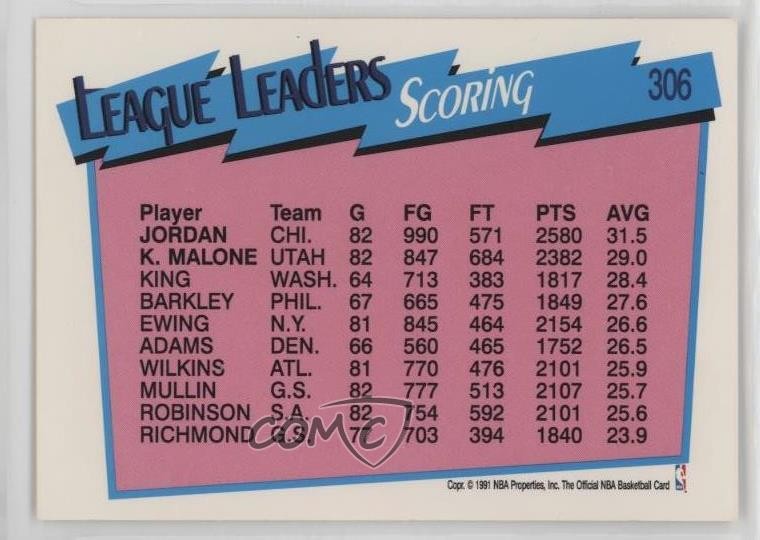 LEAGUE LEADERS SCORING 306
Player Team G FG FT PTS AVG
JORDAN CHI. 82 990 571 2580 31.5
K. MALONE UTAH 82 847 684 2382 29.0
KING WASH. 64 713 383 1817 28.4
BARKLEY PHIL. 67 665 475 1849 27.6
EWING N.Y. 81 845 464 2154 26.6
ADAMS DEN. 66 560 465 1752 26.5
WILKINS ATL. 81 770 476 2101 25.9
MULLIN G.S. 82 777 513 2107 25.7
ROBINSON S.A. 82 754 592 2101 25.6
RICHMOND G.S. 77 703 394 1840 23.9
COMC
Copr. © 1991 NBA Properties, Inc. The Official NBA Basketball Card